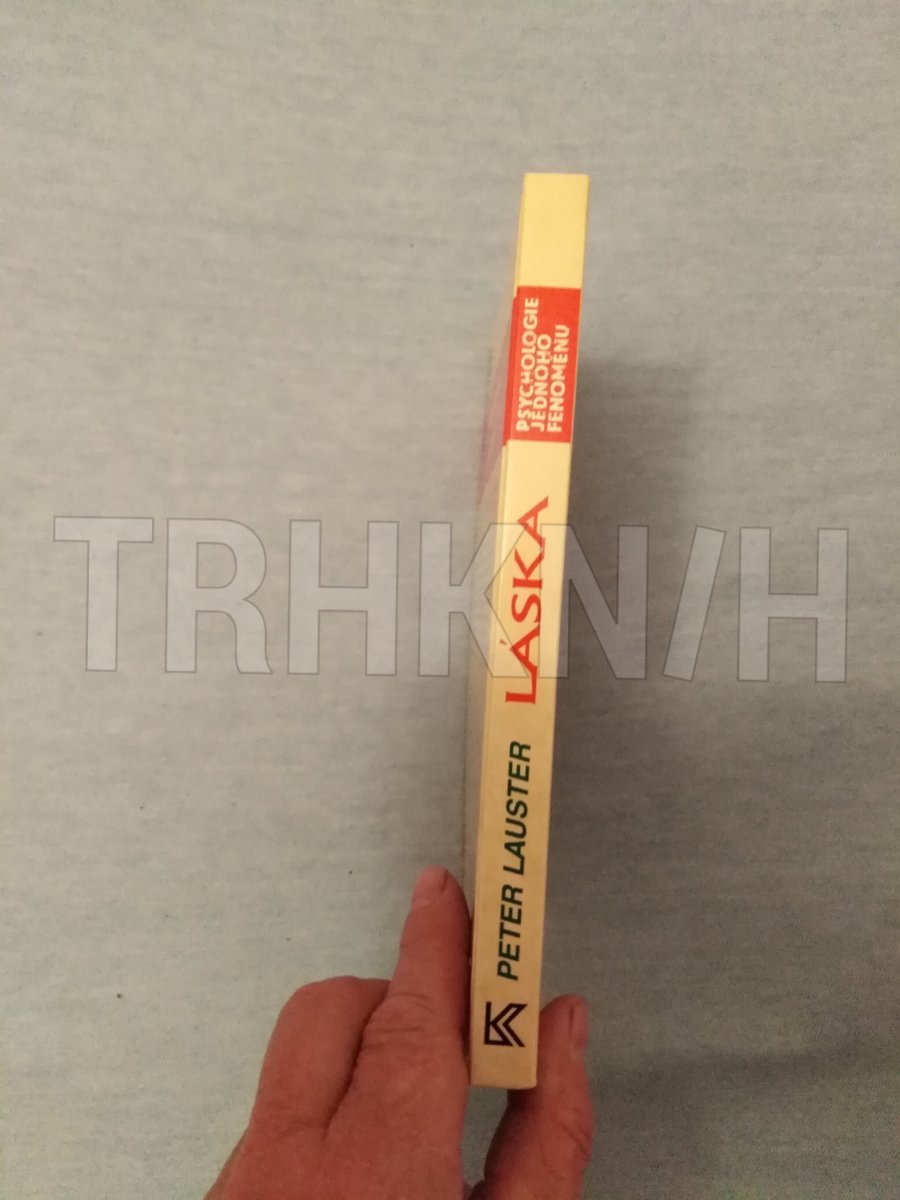 PSYCHOLOGIE
JEDNOHO
FENOMÉNU
LÁSKA
PETER LAUSTER
TRHKNIH